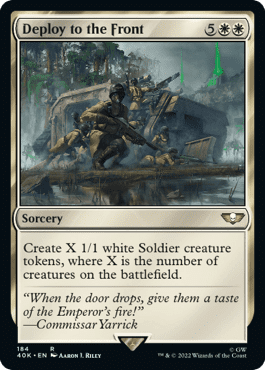 Deploy to the Front 5
Sorcery
Create X 1/1 white Soldier creature
tokens, where X is the number of
creatures on the battlefield.
“When the door drops, give them a taste
of the Emperor’s fire!”
—Commissar Yarrick
184 R © GW
40K • EN Aaron J. Riley ™ & © 2022 Wizards of the Coast